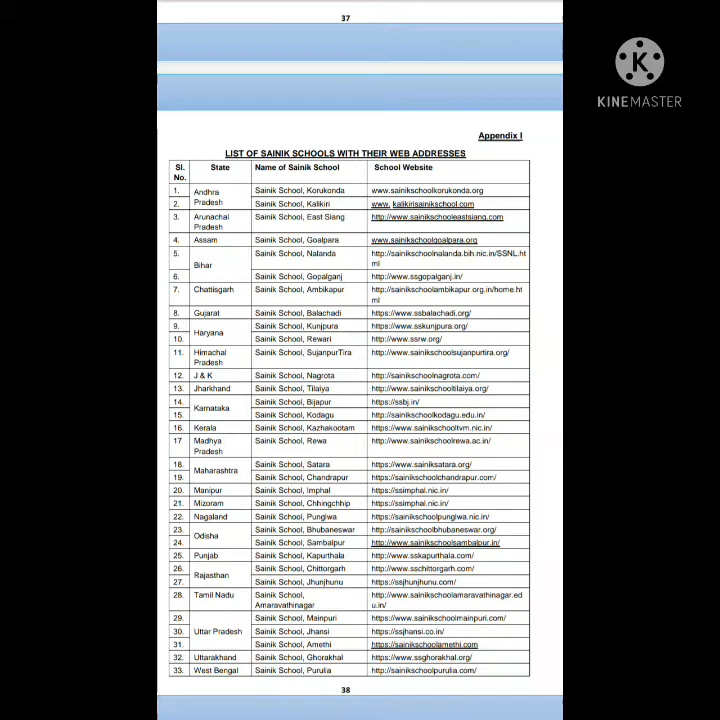 37
K
KINEMASTER
Appendix I
LIST OF SAINIK SCHOOLS WITH THEIR WEB ADDRESSES
Sl. No. State Name of Sainik School School Website
1. Andhra Pradesh Sainik School, Korukonda www.sainikschoolkorukonda.org
2. Sainik School, Kalikiri www. kalikirisainikschool.com
3. Arunachal Pradesh Sainik School, East Siang http://www.sainikschooleastsiang.com
4. Assam Sainik School, Goalpara www.sainikschoolgoalpara.org
5. Bihar Sainik School, Nalanda http://sainikschoolnalanda.bih.nic.in/SSNL.html
6. Sainik School, Gopalganj http://www.ssgopalganj.in/
7. Chattisgarh Sainik School, Ambikapur http://sainikschoolambikapur.org.in/home.html
8. Gujarat Sainik School, Balachadi https://www.ssbalachadi.org/
9. Haryana Sainik School, Kunjpura https://www.sskunjpura.org/
10. Sainik School, Rewari http://www.ssrw.org/
11. Himachal Pradesh Sainik School, SujanpurTira http://www.sainikschoolsujanpurtira.org/
12. J & K Sainik School, Nagrota http://sainikschoolnagrota.com/
13. Jharkhand Sainik School, Tilaiya http://www.sainikschooltilaiya.org/
14. Karnataka Sainik School, Bijapur https://ssbj.in/
15. Sainik School, Kodagu http://sainikschoolkodagu.edu.in/
16. Kerala Sainik School, Kazhakootam http://www.sainikschooltvm.nic.in/
17 Madhya Pradesh Sainik School, Rewa http://www.sainikschoolrewa.ac.in/
18. Maharashtra Sainik School, Satara https://www.sainiksatara.org/
19. Sainik School, Chandrapur https://sainikschoolchandrapur.com/
20. Manipur Sainik School, Imphal https://ssimphal.nic.in/
21. Mizoram Sainik School, Chhingchhip https://ssimphal.nic.in/
22. Nagaland Sainik School, Pungiwa https://sainikschoolpungiwa.nic.in/
23. Odisha Sainik School, Bhubaneswar http://sainikschoolbhubaneswar.org/
24. Sainik School, Sambalpur http://www.sainikschoolsambalpur.in/
25. Punjab Sainik School, Kapurthala http://www.sskapurthala.com/
26. Rajasthan Sainik School, Chittorgarh http://www.sschittorgarh.com/
27. Sainik School, Jhunjhunu https://ssjhunjhunu.com/
28. Tamil Nadu Sainik School, Amaravathinagar http://www.sainikschoolamaravathinagar.edu.in/
29. Uttar Pradesh Sainik School, Mainpuri https://www.sainikschoolmainpuri.com/
30. Sainik School, Jhansi https://ssjhansi.co.in/
31. Sainik School, Amethi https://sainikschoolamethi.com
32. Uttarakhand Sainik School, Ghorakhal https://www.ssghorakhal.org/
33. West Bengal Sainik School, Purulia http://sainikschoolpurulia.com/
38